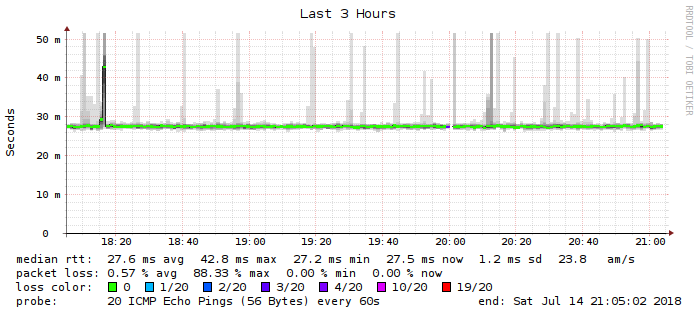 Last 3 Hours
RRDTOOL / TOBI OETIKER
Seconds
50 m
40 m
30 m
20 m
10 m
0
18:20 18:40 19:00 19:20 19:40 20:00 20:20 20:40 21:00
median rtt: 27.6 ms avg 42.8 ms max 27.2 ms min 27.5 ms now 1.2 ms sd 23.8 am/s
packet loss: 0.57 % avg 88.33 % max 0.00 % min 0.00 % now
loss color: 0 1/20 2/20 3/20 4/20 10/20 19/20
probe: 20 ICMP Echo Pings (56 Bytes) every 60s end: Sat Jul 14 21:05:02 2018